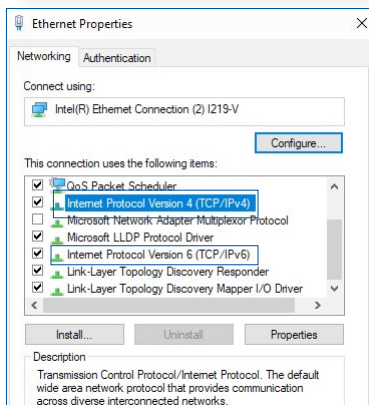 Ethernet Properties
Networking Authentication
Connect using:
Intel(R) Ethernet Connection (2) I219-V
Configure...
This connection uses the following items:
QoS Packet Scheduler
Internet Protocol Version 4 (TCP/IPv4)
Microsoft Network Adapter Multiplexor Protocol
Microsoft LLDP Protocol Driver
Internet Protocol Version 6 (TCP/IPv6)
Link-Layer Topology Discovery Responder
Link-Layer Topology Discovery Mapper I/O Driver
Install... Uninstall Properties
Description
Transmission Control Protocol/Internet Protocol. The default
wide area network protocol that provides communication
across diverse interconnected networks.